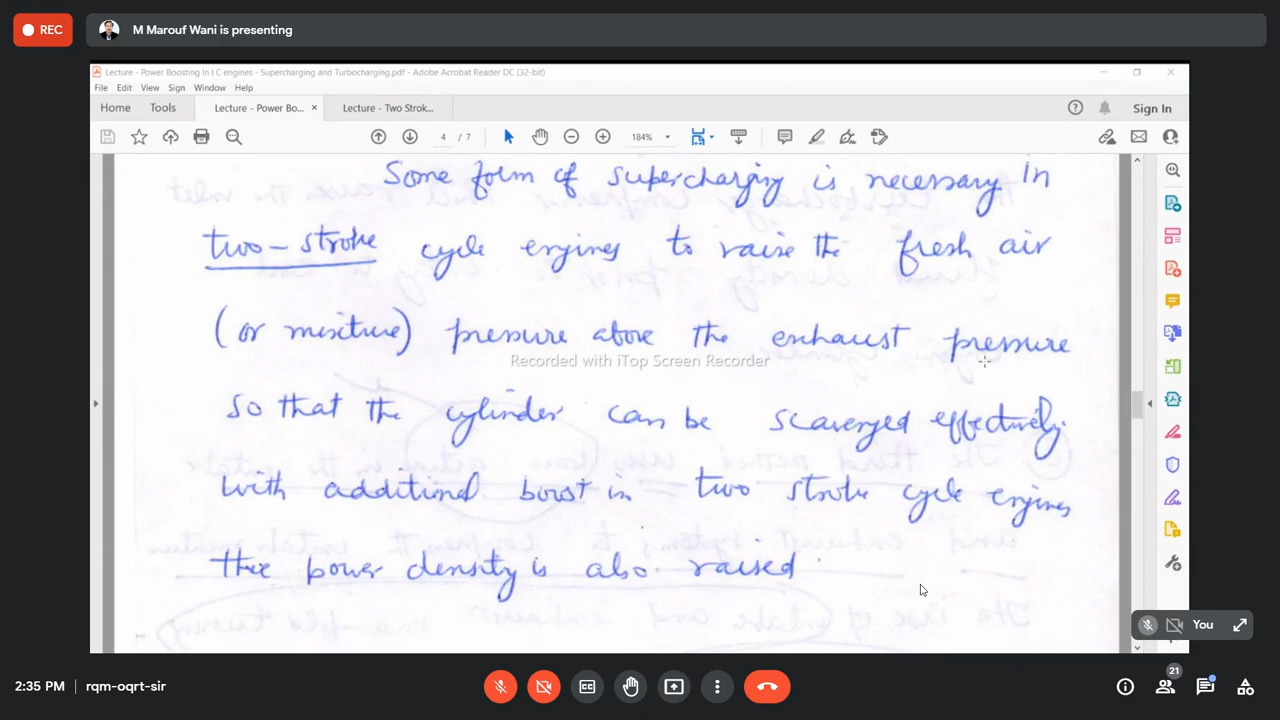 REC
M Marouf Wani is presenting
Lecture - Power Boosting In I C engines - Supercharging and Turbocharging.pdf - Adobe Acrobat Reader DC (32-bit)
File Edit View Sign Window Help
Home Tools Lecture - Power Bo... × Lecture - Two Strok... Sign In
4 / 7 184%
Some form of supercharging is necessary in
two-stroke cycle engines to raise the fresh air
(or mixture) pressure above the exhaust pressure
Recorded with iTop Screen Recorder
so that the cylinder can be scavenged effectively.
With additional boost in two stroke cycle engines
the power density is also raised
You
2:35 PM | rqm-oqrt-sir
21